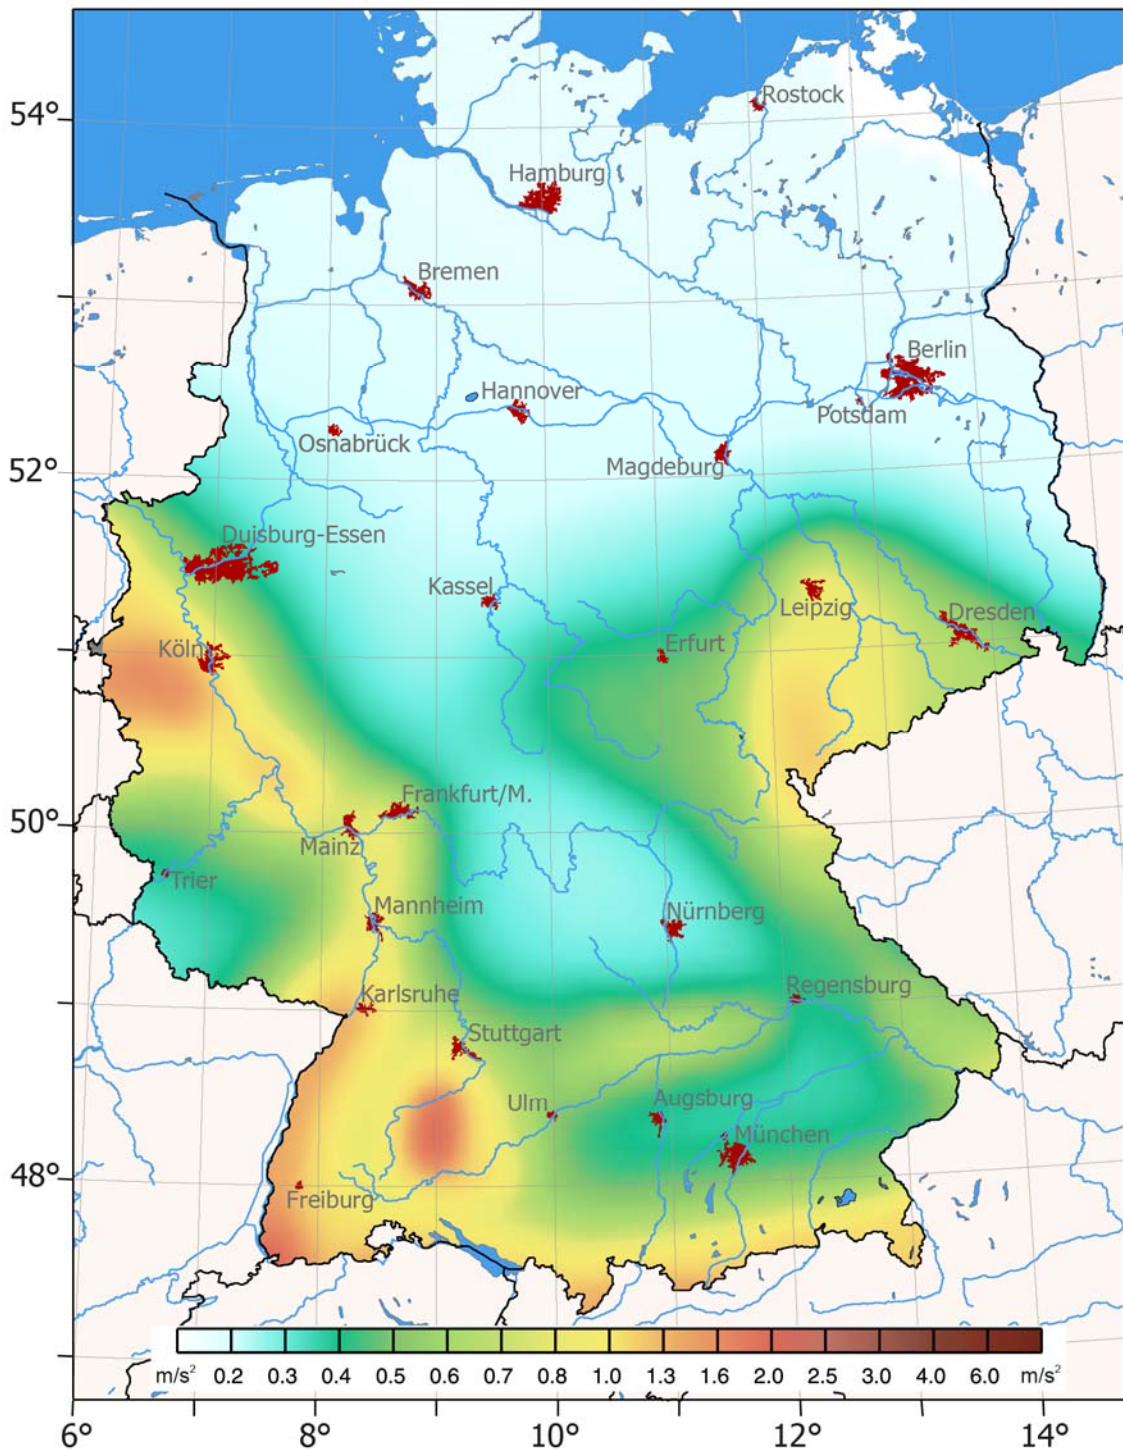 54°
Rostock
Hamburg
Bremen
Berlin
Hannover
Potsdam
Osnabrück
52°
Magdeburg
Duisburg-Essen
Kassel
Leipzig
Dresden
Köln
Erfurt
Frankfurt/M.
50°
Mainz
Trier
Mannheim
Nürnberg
Karlsruhe
Regensburg
Stuttgart
Ulm
Augsburg
München
48°
Freiburg
m/s² 0.2 0.3 0.4 0.5 0.6 0.7 0.8 1.0 1.3 1.6 2.0 2.5 3.0 4.0 6.0 m/s²
6° 8° 10° 12° 14°